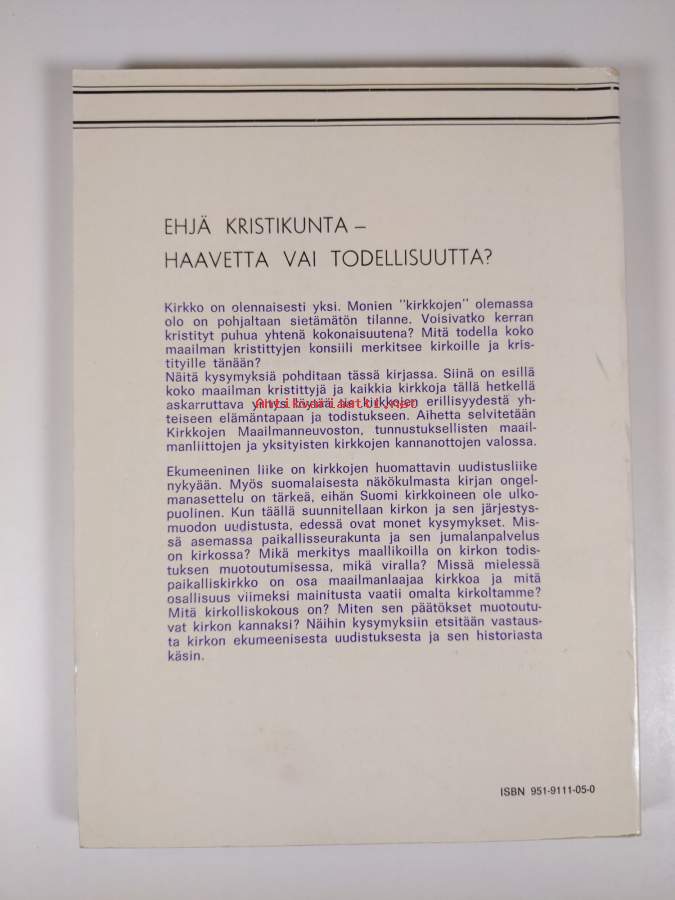 EHJÄ KRISTIKUNTA –
HAAVETTA VAI TODELLISUUTTA?
Kirkko on olennaisesti yksi. Monien "kirkkojen" olemassa
olo on pohjaltaan sietämätön tilanne. Voisivatko kerran
kristityt puhua yhtenä kokonaisuutena? Mitä todella koko
maailman kristittyjen konsiili merkitsee kirkoille ja kris-
tityille tänään?
Näitä kysymyksiä pohditaan tässä kirjassa. Siinä on esillä
koko maailman kristittyjä ja kaikkia kirkkoja tällä hetkellä
askarruttava yritys löytää tie kirkkojen erillisyydestä yh-
teiseen elämäntapaan ja todistukseen. Aihetta selvitetään
Kirkkojen Maailmanneuvoston, tunnustuksellisten maail-
manliittojen ja yksityisten kirkkojen kannanottojen valossa.
Ekumeeninen liike on kirkkojen huomattavin uudistusliike
nykyään. Myös suomalaisesta näkökulmasta kirjan ongel-
manasettelu on tärkeä, eihän Suomi kirkkoineen ole ulko-
puolinen. Kun täällä suunnitellaan kirkon ja sen järjestys-
muodon uudistusta, edessä ovat monet kysymykset. Mis-
sä asemassa paikallisseurakunta ja sen jumalanpalvelus
on kirkossa? Mikä merkitys maallikoilla on kirkon todis-
tuksen muotoutumisessa, mikä viralla? Missä mielessä
paikalliskirkko on osa maailmanlaajaa kirkkoa ja mitä
osallisuus viimeksi mainitusta vaatii omalta kirkoltamme?
Mitä kirkolliskokous on? Miten sen päätökset muotoutu-
vat kirkon kannaksi? Näihin kysymyksiin etsitään vastaus-
ta kirkon ekumeenisesta uudistuksesta ja sen historiasta
käsin.
ISBN 951-9111-05-0